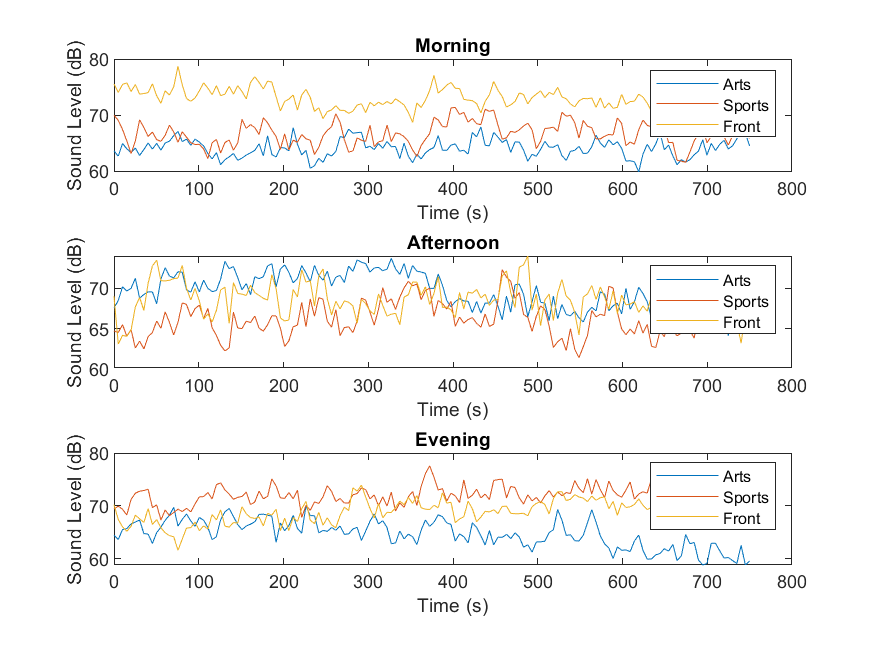 Morning
Sound Level (dB)
80
70
60
0 100 200 300 400 500 600 700 800
Time (s)
Arts
Sports
Front
Afternoon
Sound Level (dB)
70
65
60
0 100 200 300 400 500 600 700 800
Time (s)
Arts
Sports
Front
Evening
Sound Level (dB)
80
70
60
0 100 200 300 400 500 600 700 800
Time (s)
Arts
Sports
Front